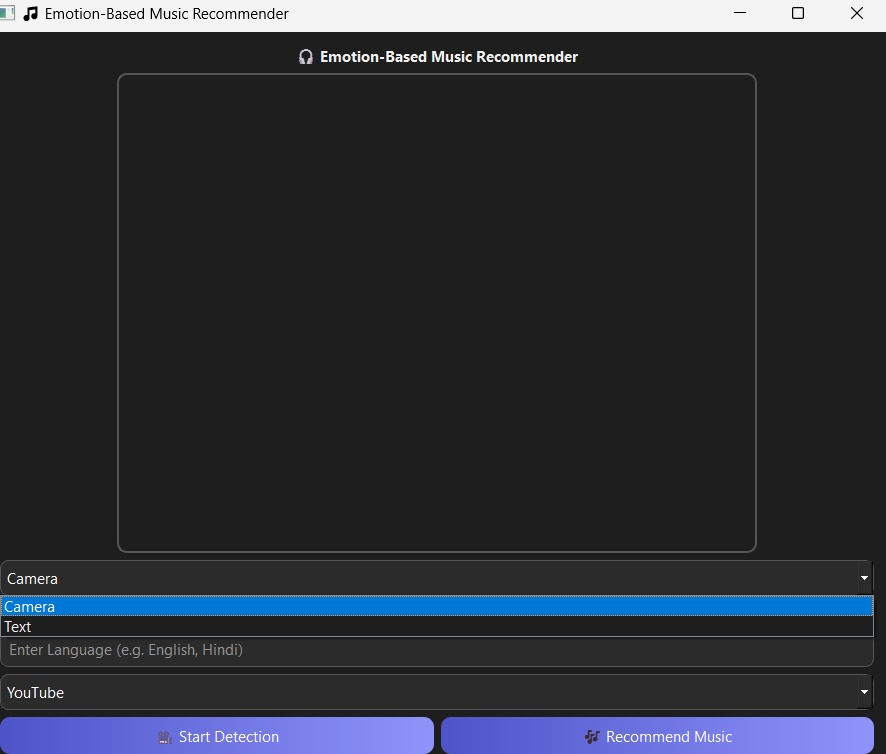 Emotion-Based Music Recommender
Emotion-Based Music Recommender
Camera
Camera
Text
Enter Language (e.g. English, Hindi)
YouTube
Start Detection
Recommend Music